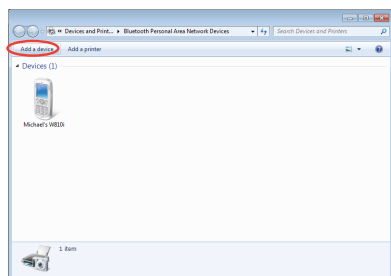 « Devices and Print... ▸ Bluetooth Personal Area Network Devices
Search Devices and Printers
Add a device
Add a printer
Devices (1)
Michael's W810i
1 item